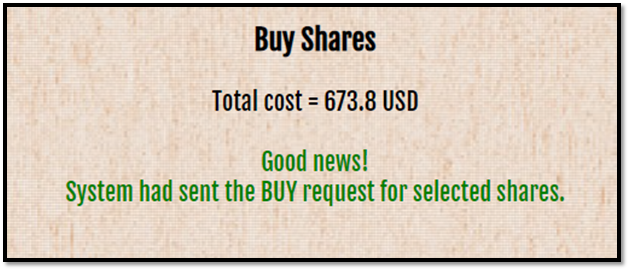 Buy Shares
Total cost = 673.8 USD
Good news!
System had sent the BUY request for selected shares.